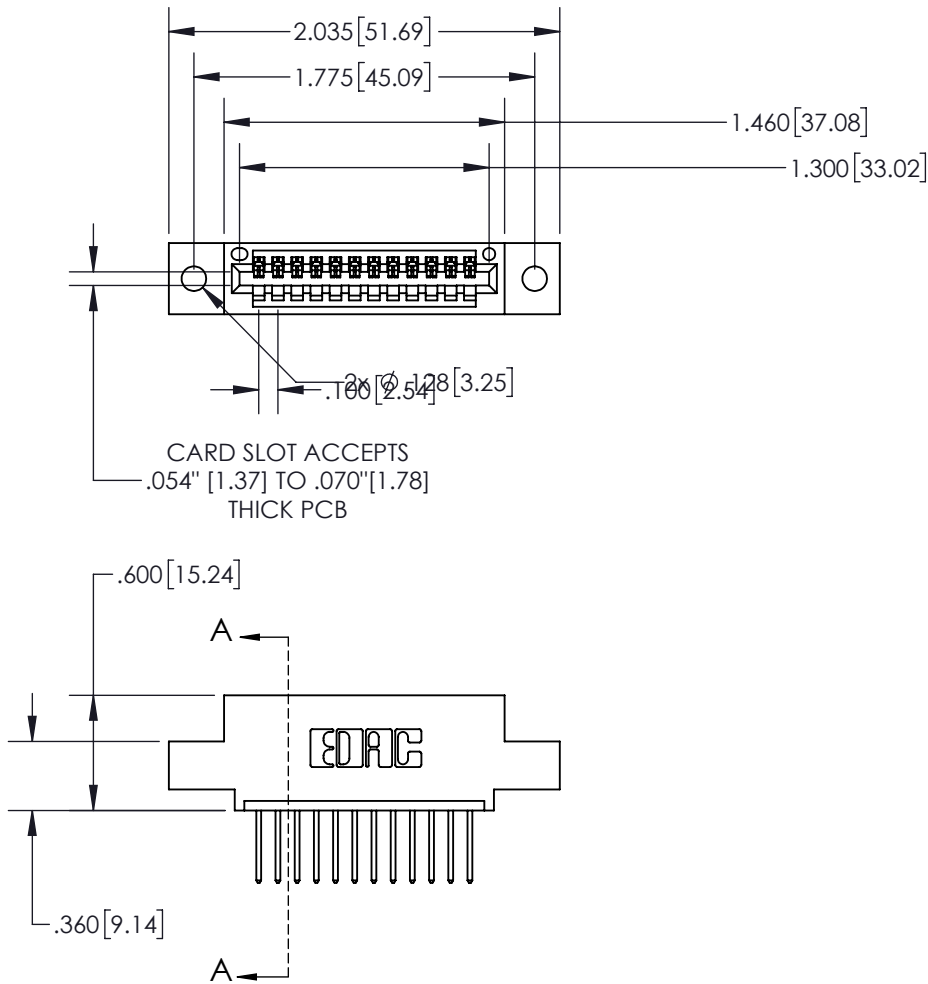 2.035[51.69]
1.775[45.09]
1.460[37.08]
1.300[33.02]
2x ∅ .128[3.25]
.100[2.54]
CARD SLOT ACCEPTS
.054" [1.37] TO .070"[1.78]
THICK PCB
.600[15.24]
A
EDAC
.360[9.14]
A